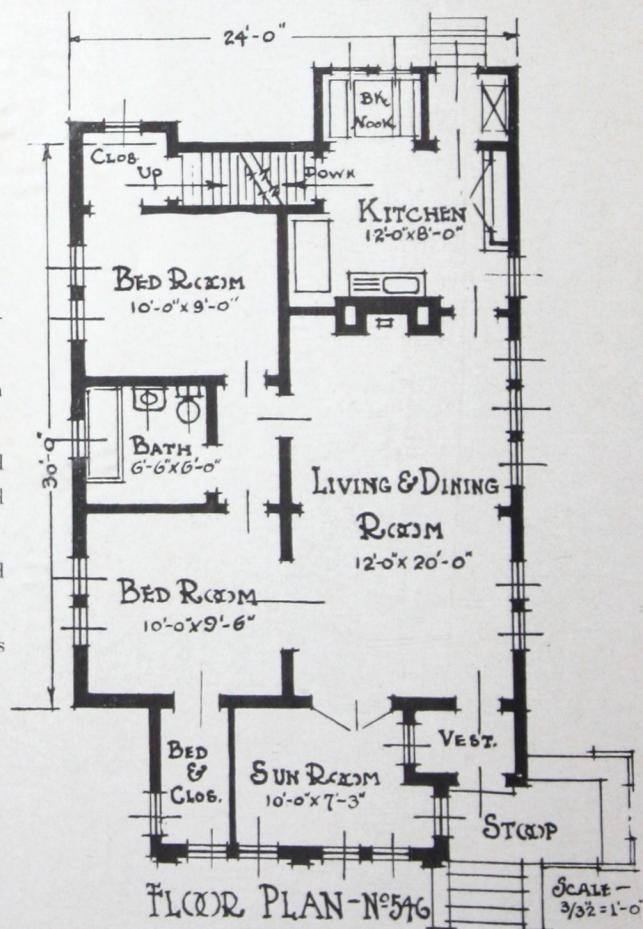 24'-0"
BK.
NOOK
CLOS.
UP
DOWN
KITCHEN
12'-0"x8'-0"
BED ROOM
10'-0"x9'-0"
30'-0"
BATH
6'-6"x6'-0"
LIVING & DINING
ROOM
12'-0"x20'-0"
BED ROOM
10'-0"x9'-6"
BED
&
CLOS.
SUN ROOM
10'-0"x7'-3"
VEST.
STOOP
FLOOR PLAN-No546
SCALE-
3/32"=1'-0"